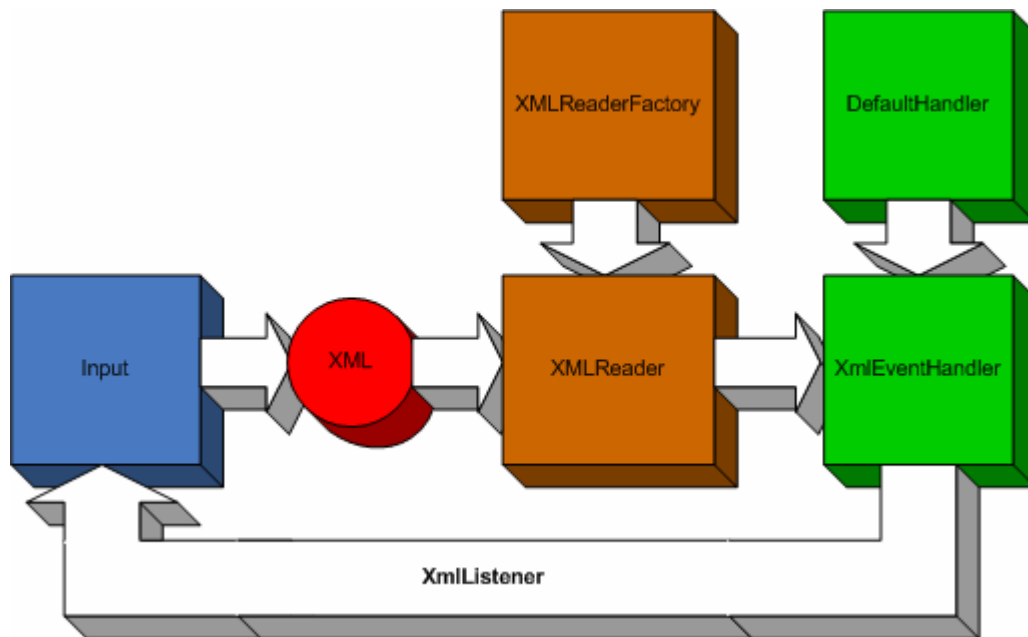 XMLReaderFactory
DefaultHandler
Input
XML
XMLReader
XmlEventHandler
XmlListener